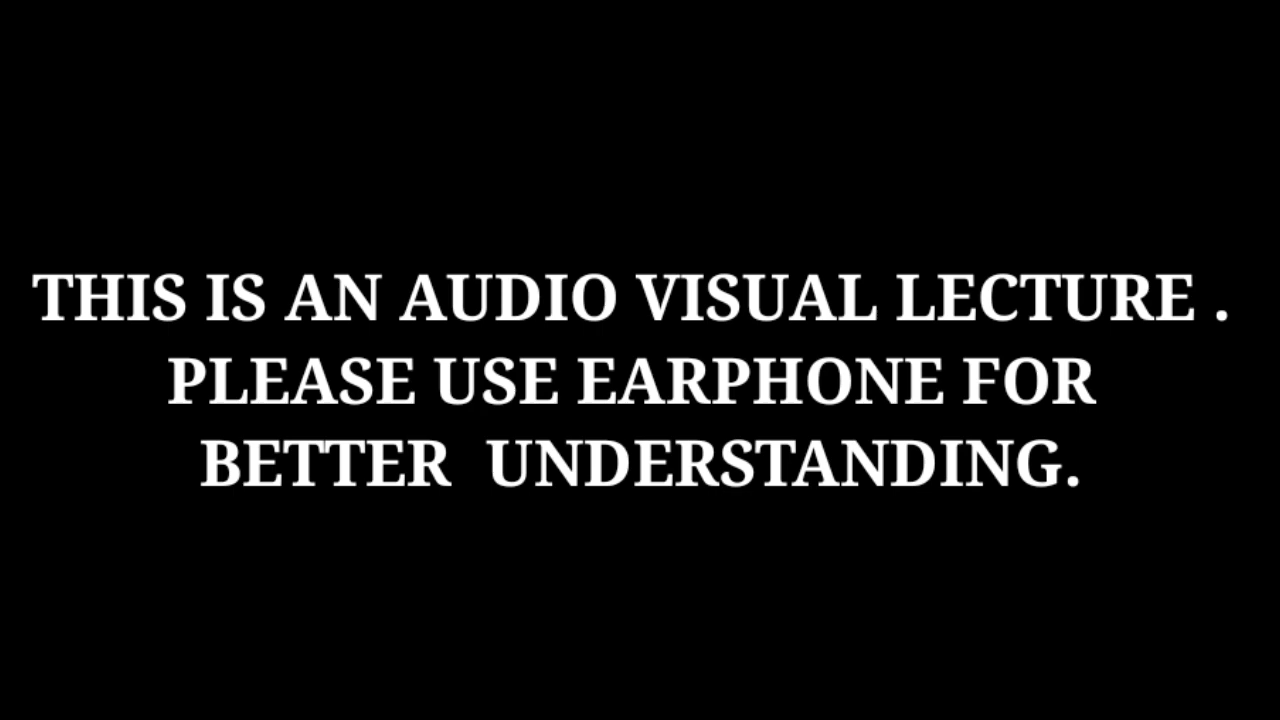 THIS IS AN AUDIO VISUAL LECTURE .
PLEASE USE EARPHONE FOR
BETTER  UNDERSTANDING.